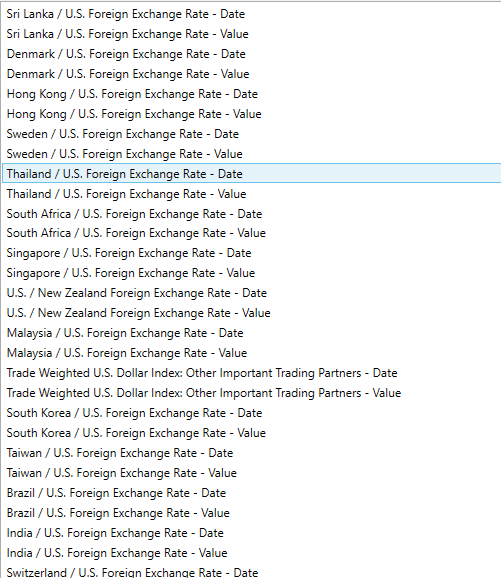 Sri Lanka / U.S. Foreign Exchange Rate - Date
Sri Lanka / U.S. Foreign Exchange Rate - Value
Denmark / U.S. Foreign Exchange Rate - Date
Denmark / U.S. Foreign Exchange Rate - Value
Hong Kong / U.S. Foreign Exchange Rate - Date
Hong Kong / U.S. Foreign Exchange Rate - Value
Sweden / U.S. Foreign Exchange Rate - Date
Sweden / U.S. Foreign Exchange Rate - Value
Thailand / U.S. Foreign Exchange Rate - Date
Thailand / U.S. Foreign Exchange Rate - Value
South Africa / U.S. Foreign Exchange Rate - Date
South Africa / U.S. Foreign Exchange Rate - Value
Singapore / U.S. Foreign Exchange Rate - Date
Singapore / U.S. Foreign Exchange Rate - Value
U.S. / New Zealand Foreign Exchange Rate - Date
U.S. / New Zealand Foreign Exchange Rate - Value
Malaysia / U.S. Foreign Exchange Rate - Date
Malaysia / U.S. Foreign Exchange Rate - Value
Trade Weighted U.S. Dollar Index: Other Important Trading Partners - Date
Trade Weighted U.S. Dollar Index: Other Important Trading Partners - Value
South Korea / U.S. Foreign Exchange Rate - Date
South Korea / U.S. Foreign Exchange Rate - Value
Taiwan / U.S. Foreign Exchange Rate - Date
Taiwan / U.S. Foreign Exchange Rate - Value
Brazil / U.S. Foreign Exchange Rate - Date
Brazil / U.S. Foreign Exchange Rate - Value
India / U.S. Foreign Exchange Rate - Date
India / U.S. Foreign Exchange Rate - Value
Switzerland / U.S. Foreign Exchange Rate - Date